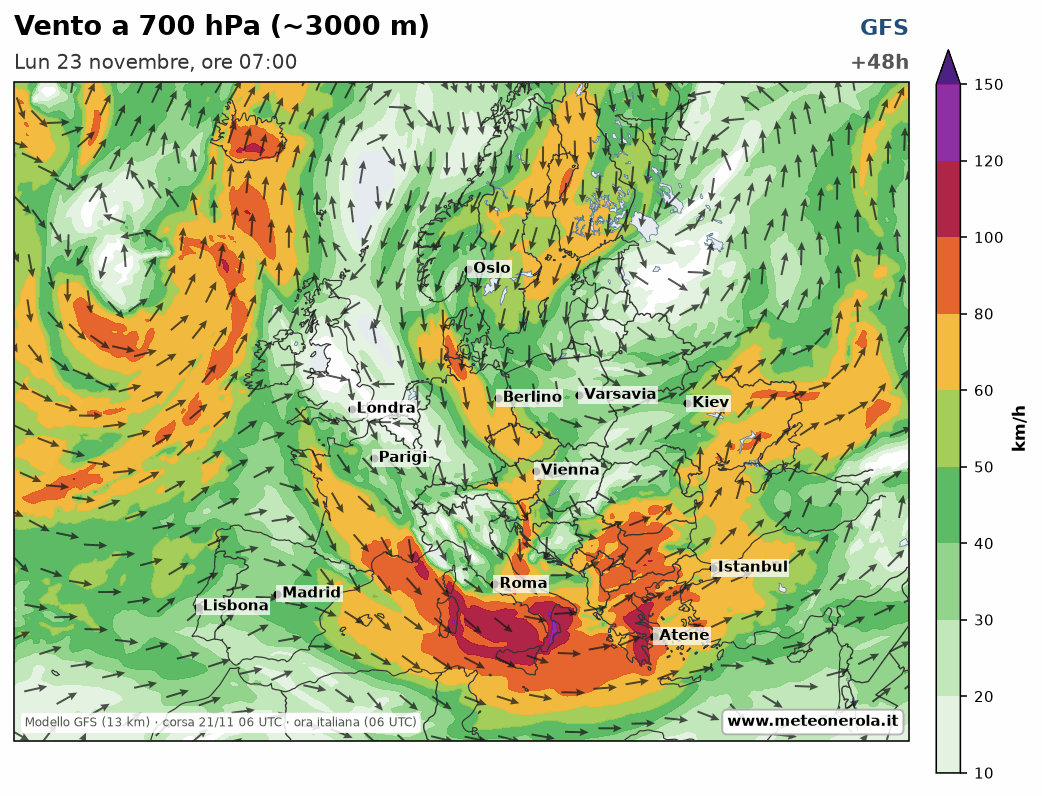 Vento a 700 hPa (~3000 m)
GFS
Lun 23 novembre, ore 07:00
+48h
150
120
100
80
60
50
40
30
20
10
km/h
Oslo
Berlino
Varsavia
Kiev
Londra
Parigi
Vienna
Istanbul
Roma
Madrid
Lisbona
Atene
Modello GFS (13 km) · corsa 21/11 06 UTC · ora italiana (06 UTC)
www.meteonerola.it